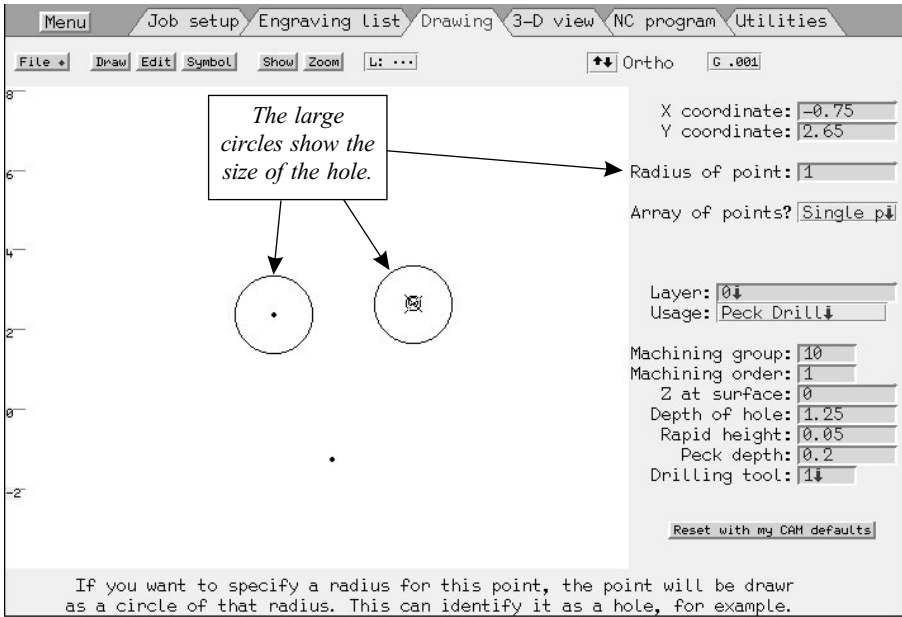 Menu Job setup Engraving list Drawing 3-D view NC program Utilities
File Draw Edit Symbol Show Zoom L: ... Ortho G .001
8
6
4
2
0
-2
The large
circles show the
size of the hole.
X coordinate: -0.75
Y coordinate: 2.65
Radius of point: 1
Array of points? Single p
Layer: 0
Usage: Peck Drill
Machining group: 10
Machining order: 1
Z at surface: 0
Depth of hole: 1.25
Rapid height: 0.05
Peck depth: 0.2
Drilling tool: 1
Reset with my CAM defaults
If you want to specify a radius for this point, the point will be drawr
as a circle of that radius. This can identify it as a hole, for example.